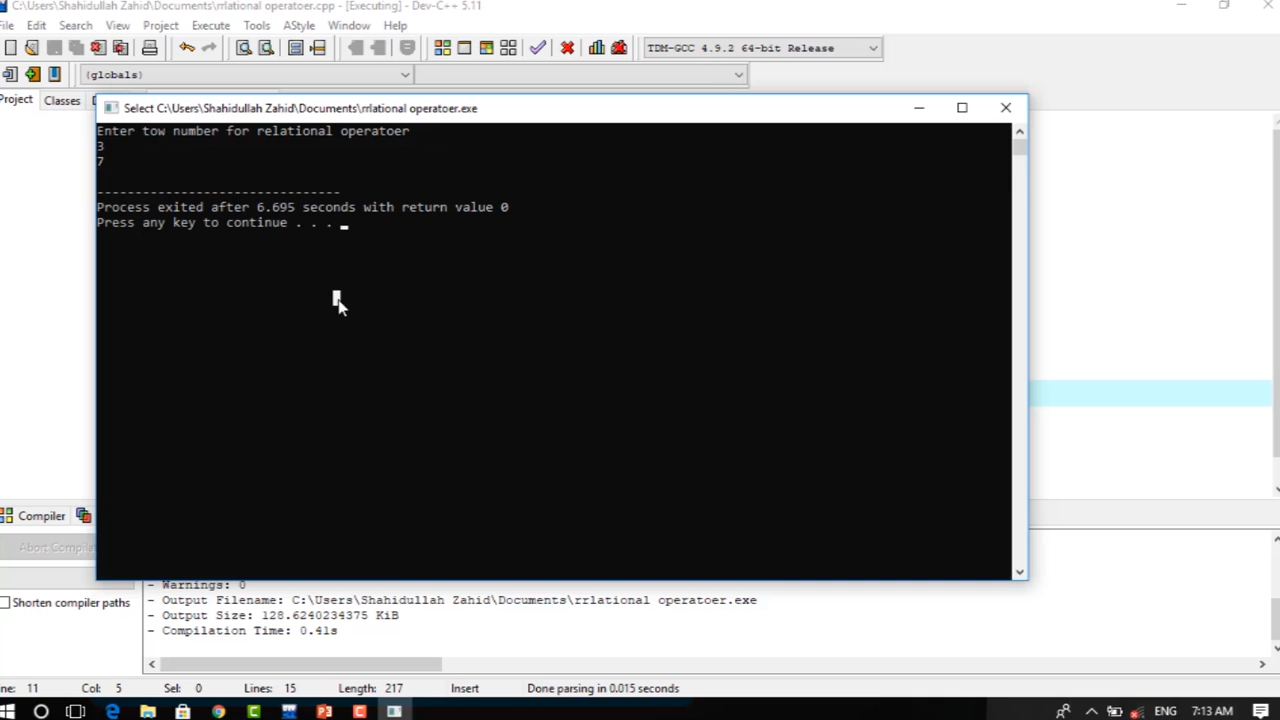 C:\Users\Shahidullah Zahid\Documents\rrlational operatoer.cpp - [Executing] - Dev-C++ 5.11
File Edit Search View Project Execute Tools AStyle Window Help
TDM-GCC 4.9.2 64-bit Release
(globals)
Project Classes
Select C:\Users\Shahidullah Zahid\Documents\rrlational operatoer.exe
Enter tow number for relational operatoer
3
7
--------------------------------
Process exited after 6.695 seconds with return value 0
Press any key to continue . . .
Compiler
Abort
- Warnings: 0
- Output Filename: C:\Users\Shahidullah Zahid\Documents\rrlational operatoer.exe
Shorten compiler paths
- Output Size: 128.6240234375 KiB
- Compilation Time: 0.41s
ne: 11 Col: 5 Sel: 0 Lines: 15 Length: 217 Insert Done parsing in 0.015 seconds
ENG 7:13 AM